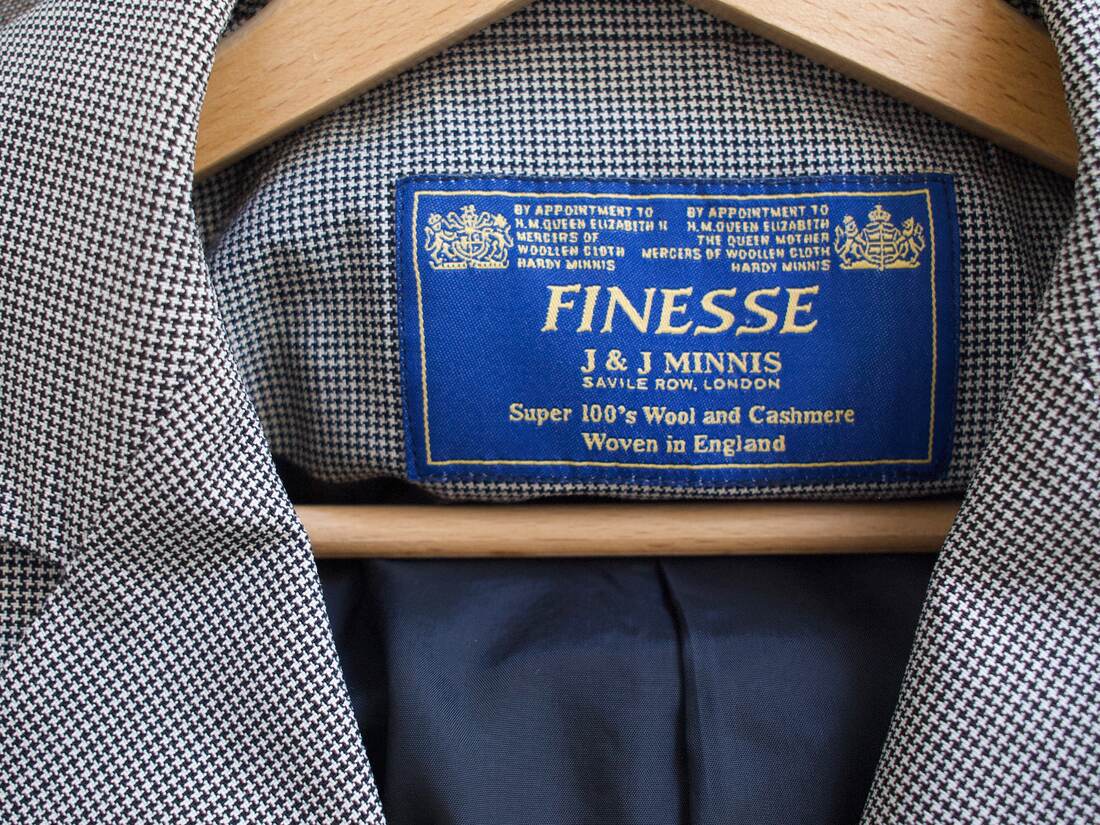 BY APPOINTMENT TO
H.M.QUEEN ELIZABETH II
MERCERS OF
WOOLLEN CLOTH
HARDY MINNIS
BY APPOINTMENT TO
H.M.QUEEN ELIZABETH
THE QUEEN MOTHER
MERCERS OF WOOLLEN CLOTH
HARDY MINNIS
FINESSE
J & J MINNIS
SAVILE ROW, LONDON
Super 100's Wool and Cashmere
Woven in England